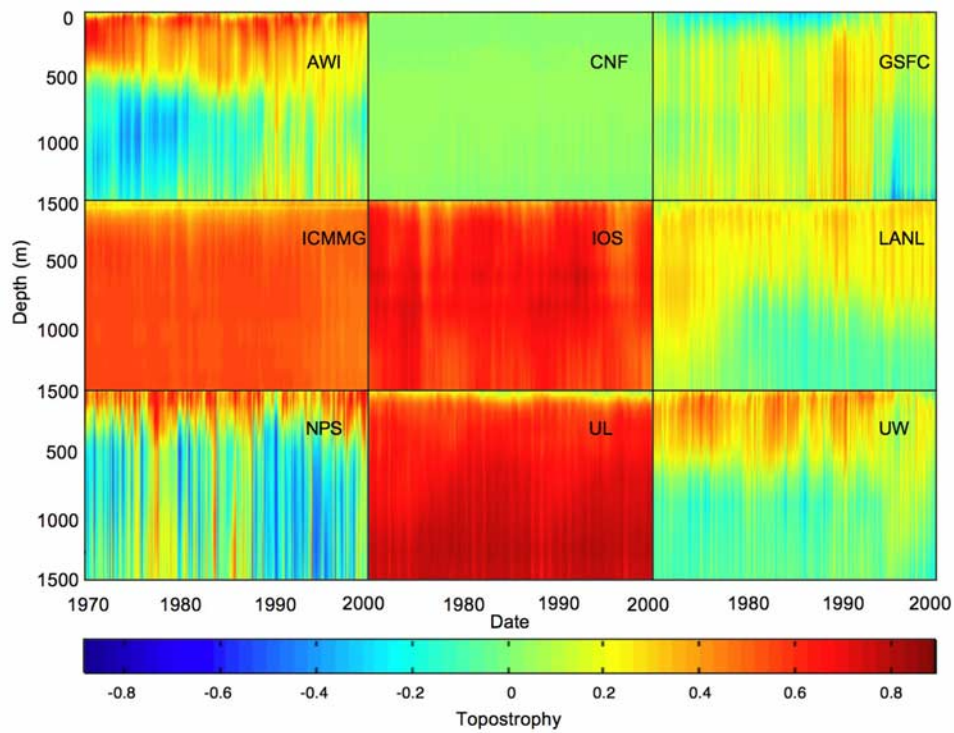 0
AWI CNF GSFC
500
1000
1500
ICMMG IOS LANL
500
Depth (m)
1000
1500
NPS UL UW
500
1000
1500
1970 1980 1990 2000 1980 1990 2000 1980 1990 2000
Date
-0.8 -0.6 -0.4 -0.2 0 0.2 0.4 0.6 0.8
Topostrophy